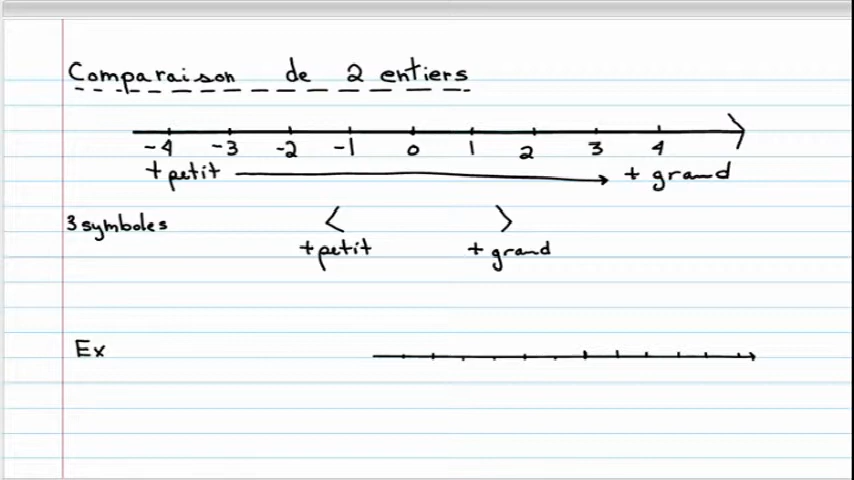 Comparaison de 2 entiers
-4 -3 -2 -1 0 1 2 3 4
+ petit + grand
3 symboles < >
+ petit + grand
Ex